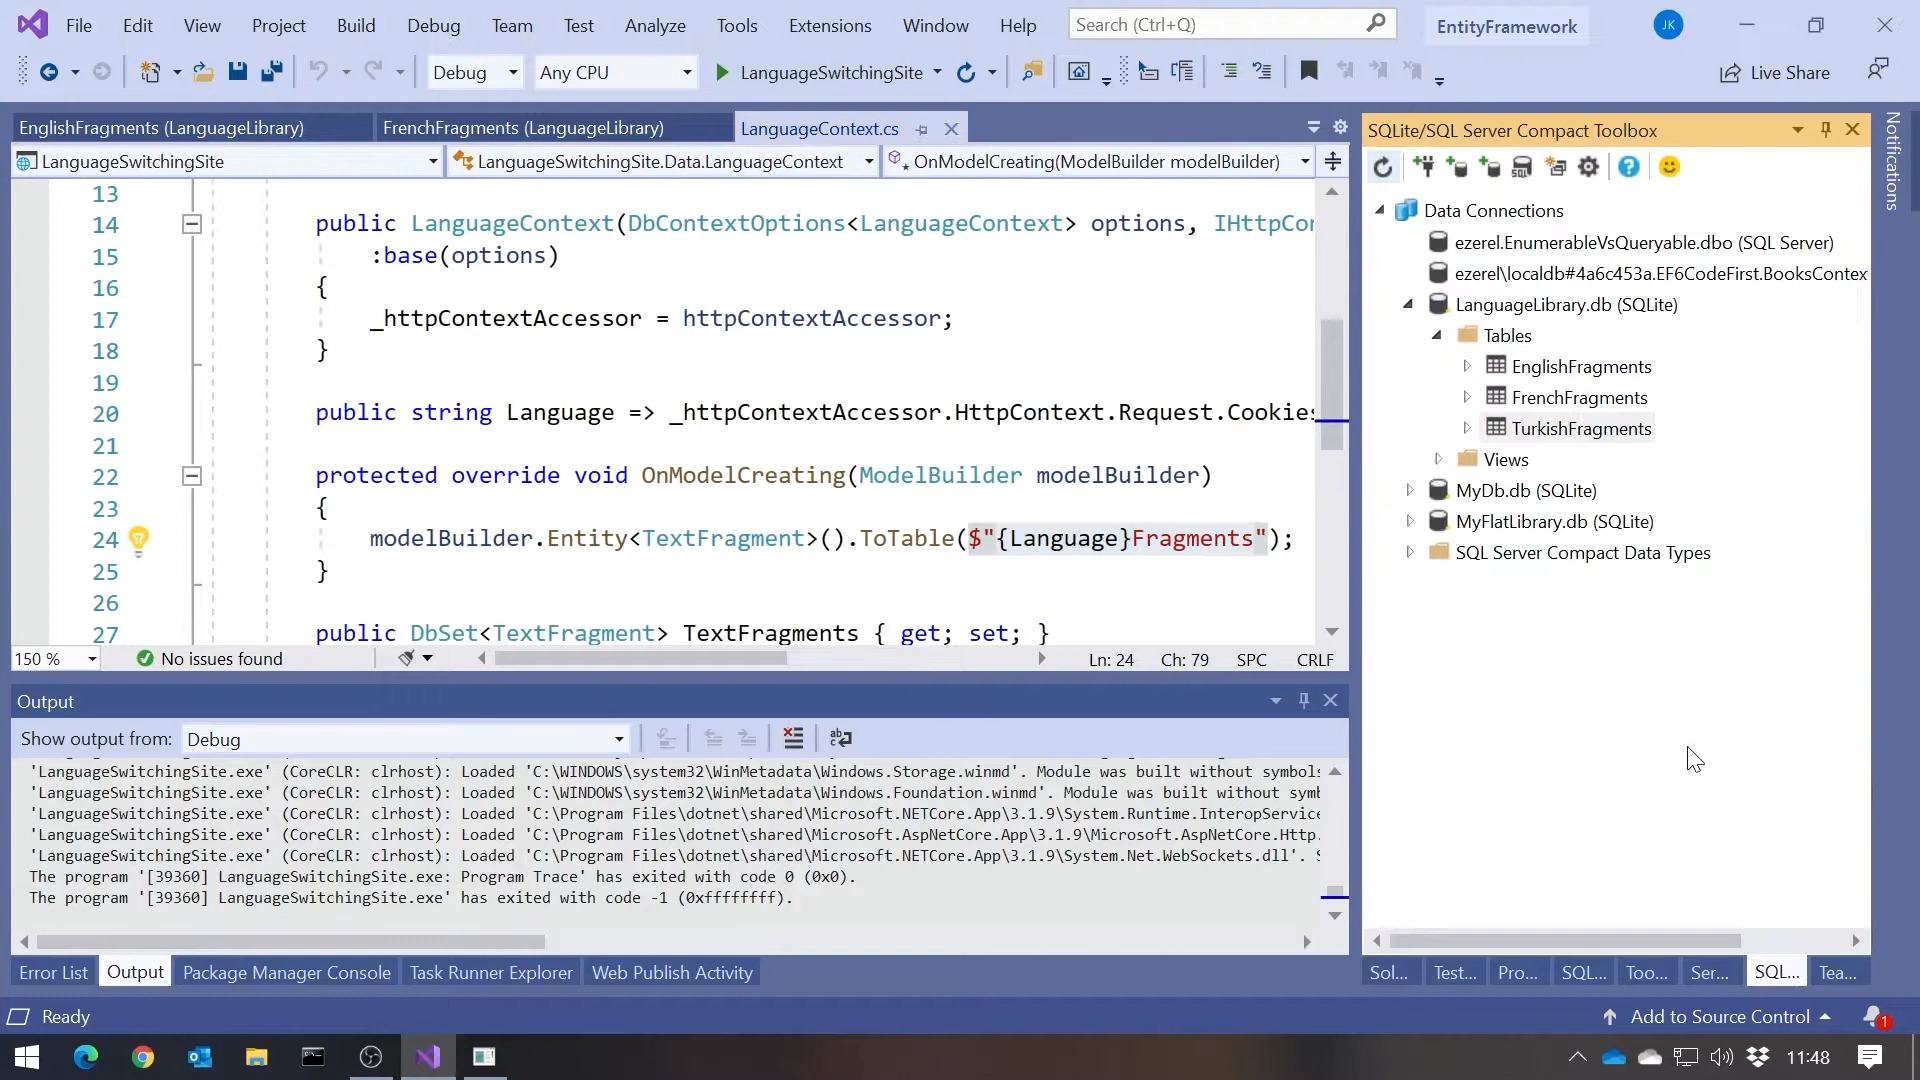 File Edit View Project Build Debug Team Test Analyze Tools Extensions Window Help Search (Ctrl+Q) EntityFramework JK
Debug Any CPU LanguageSwitchingSite Live Share
EnglishFragments (LanguageLibrary) FrenchFragments (LanguageLibrary) LanguageContext.cs
LanguageSwitchingSite LanguageSwitchingSite.Data.LanguageContext OnModelCreating(ModelBuilder modelBuilder)
13
14 public LanguageContext(DbContextOptions<LanguageContext> options, IHttpCor
15 :base(options)
16 {
17 _httpContextAccessor = httpContextAccessor;
18 }
19
20 public string Language => _httpContextAccessor.HttpContext.Request.Cookies
21
22 protected override void OnModelCreating(ModelBuilder modelBuilder)
23 {
24 modelBuilder.Entity<TextFragment>().ToTable($"{Language}Fragments");
25 }
26
27 public DbSet<TextFragment> TextFragments { get; set; }
150 % No issues found Ln: 24 Ch: 79 SPC CRLF
Output
Show output from: Debug
'LanguageSwitchingSite.exe' (CoreCLR: clrhost): Loaded 'C:\WINDOWS\system32\WinMetadata\Windows.Storage.winmd'. Module was built without symbols
'LanguageSwitchingSite.exe' (CoreCLR: clrhost): Loaded 'C:\WINDOWS\system32\WinMetadata\Windows.Foundation.winmd'. Module was built without symb
'LanguageSwitchingSite.exe' (CoreCLR: clrhost): Loaded 'C:\Program Files\dotnet\shared\Microsoft.NETCore.App\3.1.9\System.Runtime.InteropService
'LanguageSwitchingSite.exe' (CoreCLR: clrhost): Loaded 'C:\Program Files\dotnet\shared\Microsoft.AspNetCore.App\3.1.9\Microsoft.AspNetCore.Http.
'LanguageSwitchingSite.exe' (CoreCLR: clrhost): Loaded 'C:\Program Files\dotnet\shared\Microsoft.NETCore.App\3.1.9\System.Net.WebSockets.dll'. S
The program '[39360] LanguageSwitchingSite.exe: Program Trace' has exited with code 0 (0x0).
The program '[39360] LanguageSwitchingSite.exe' has exited with code -1 (0xffffffff).
Error List Output Package Manager Console Task Runner Explorer Web Publish Activity
SQLite/SQL Server Compact Toolbox
SQL
Data Connections
ezerel.EnumerableVsQueryable.dbo (SQL Server)
ezerel\localdb#4a6c453a.EF6CodeFirst.BooksContex
LanguageLibrary.db (SQLite)
Tables
EnglishFragments
FrenchFragments
TurkishFragments
Views
MyDb.db (SQLite)
MyFlatLibrary.db (SQLite)
SQL Server Compact Data Types
Sol... Test... Pro... SQL... Too... Ser... SQL... Tea...
Notifications
Ready Add to Source Control 1
11:48